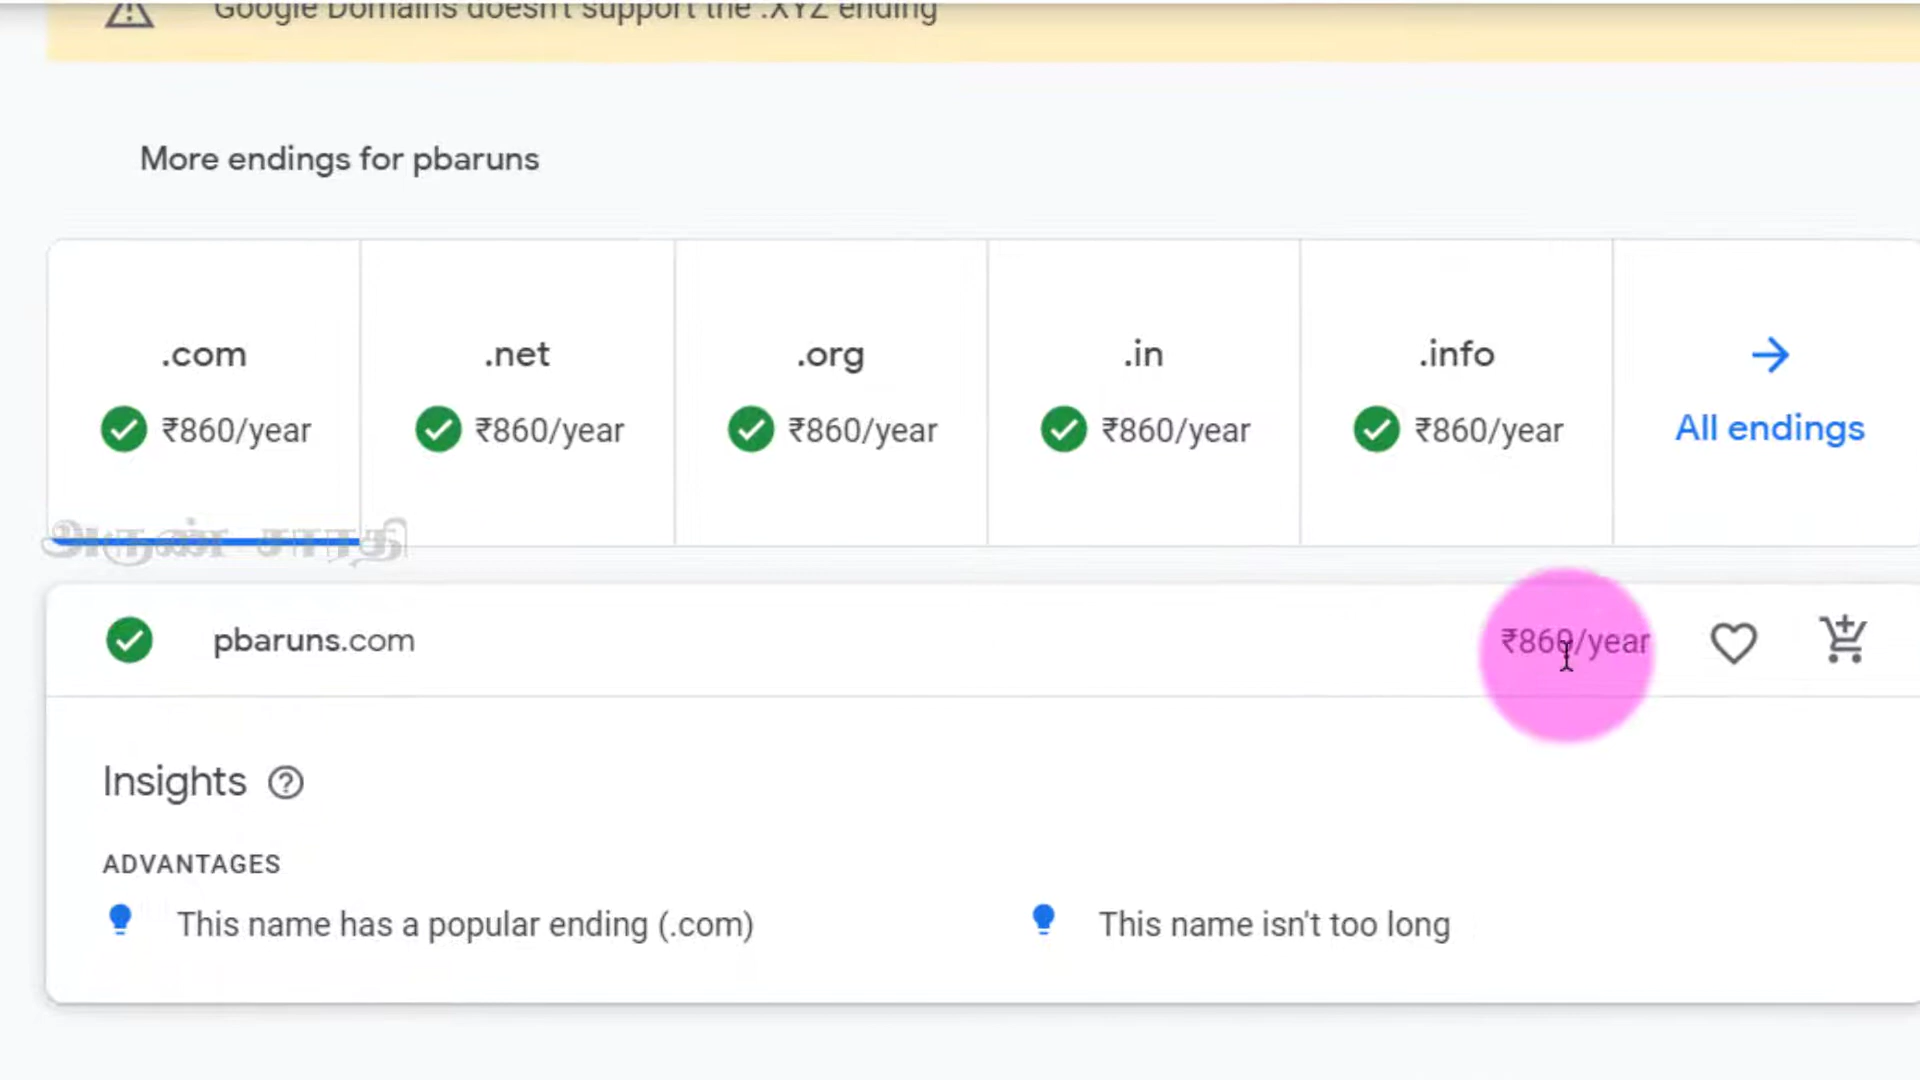 Google Domains doesn't support the .XYZ ending
More endings for pbaruns
.com .net .org .in .info
₹860/year ₹860/year ₹860/year ₹860/year ₹860/year All endings
அருண் சாரதி
pbaruns.com ₹860/year
Insights
ADVANTAGES
This name has a popular ending (.com) This name isn't too long